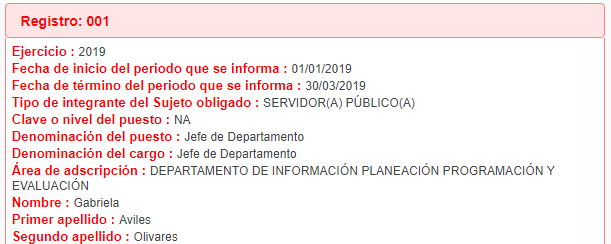 Registro: 001
Ejercicio : 2019
Fecha de inicio del periodo que se informa : 01/01/2019
Fecha de término del periodo que se informa : 30/03/2019
Tipo de integrante del Sujeto obligado : SERVIDOR(A) PÚBLICO(A)
Clave o nivel del puesto : NA
Denominación del puesto : Jefe de Departamento
Denominación del cargo : Jefe de Departamento
Área de adscripción : DEPARTAMENTO DE INFORMACIÓN PLANEACIÓN PROGRAMACIÓN Y
EVALUACIÓN
Nombre : Gabriela
Primer apellido : Aviles
Segundo apellido : Olivares